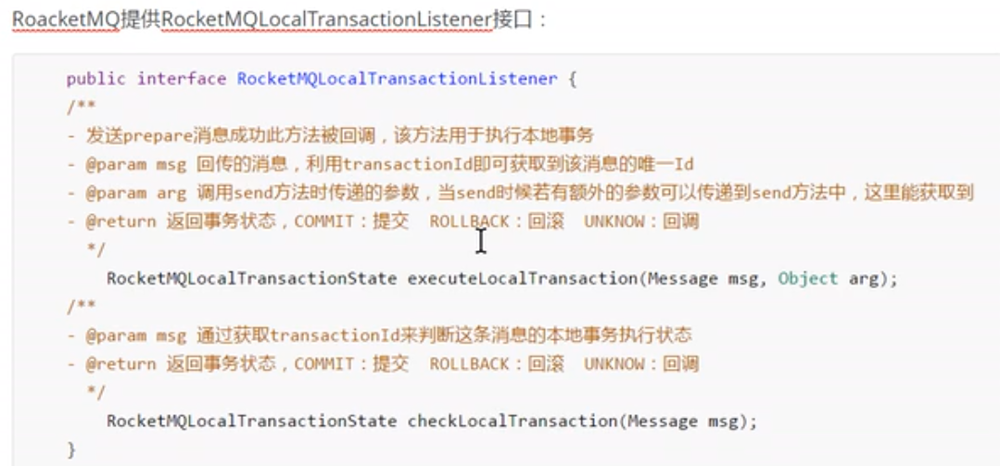 RoacketMQ提供RocketMQLocalTransactionListener接口：
public interface RocketMQLocalTransactionListener {
/**
- 发送prepare消息成功此方法被回调，该方法用于执行本地事务
- @param msg 回传的消息，利用transactionId即可获取到该消息的唯一Id
- @param arg 调用send方法时传递的参数，当send时候若有额外的参数可以传递到send方法中，这里能获取到
- @return 返回事务状态，COMMIT：提交  ROLLBACK：回滚  UNKNOW：回调
*/
RocketMQLocalTransactionState executeLocalTransaction(Message msg, Object arg);
/**
- @param msg 通过获取transactionId来判断这条消息的本地事务执行状态
- @return 返回事务状态，COMMIT：提交  ROLLBACK：回滚  UNKNOW：回调
*/
RocketMQLocalTransactionState checkLocalTransaction(Message msg);
}